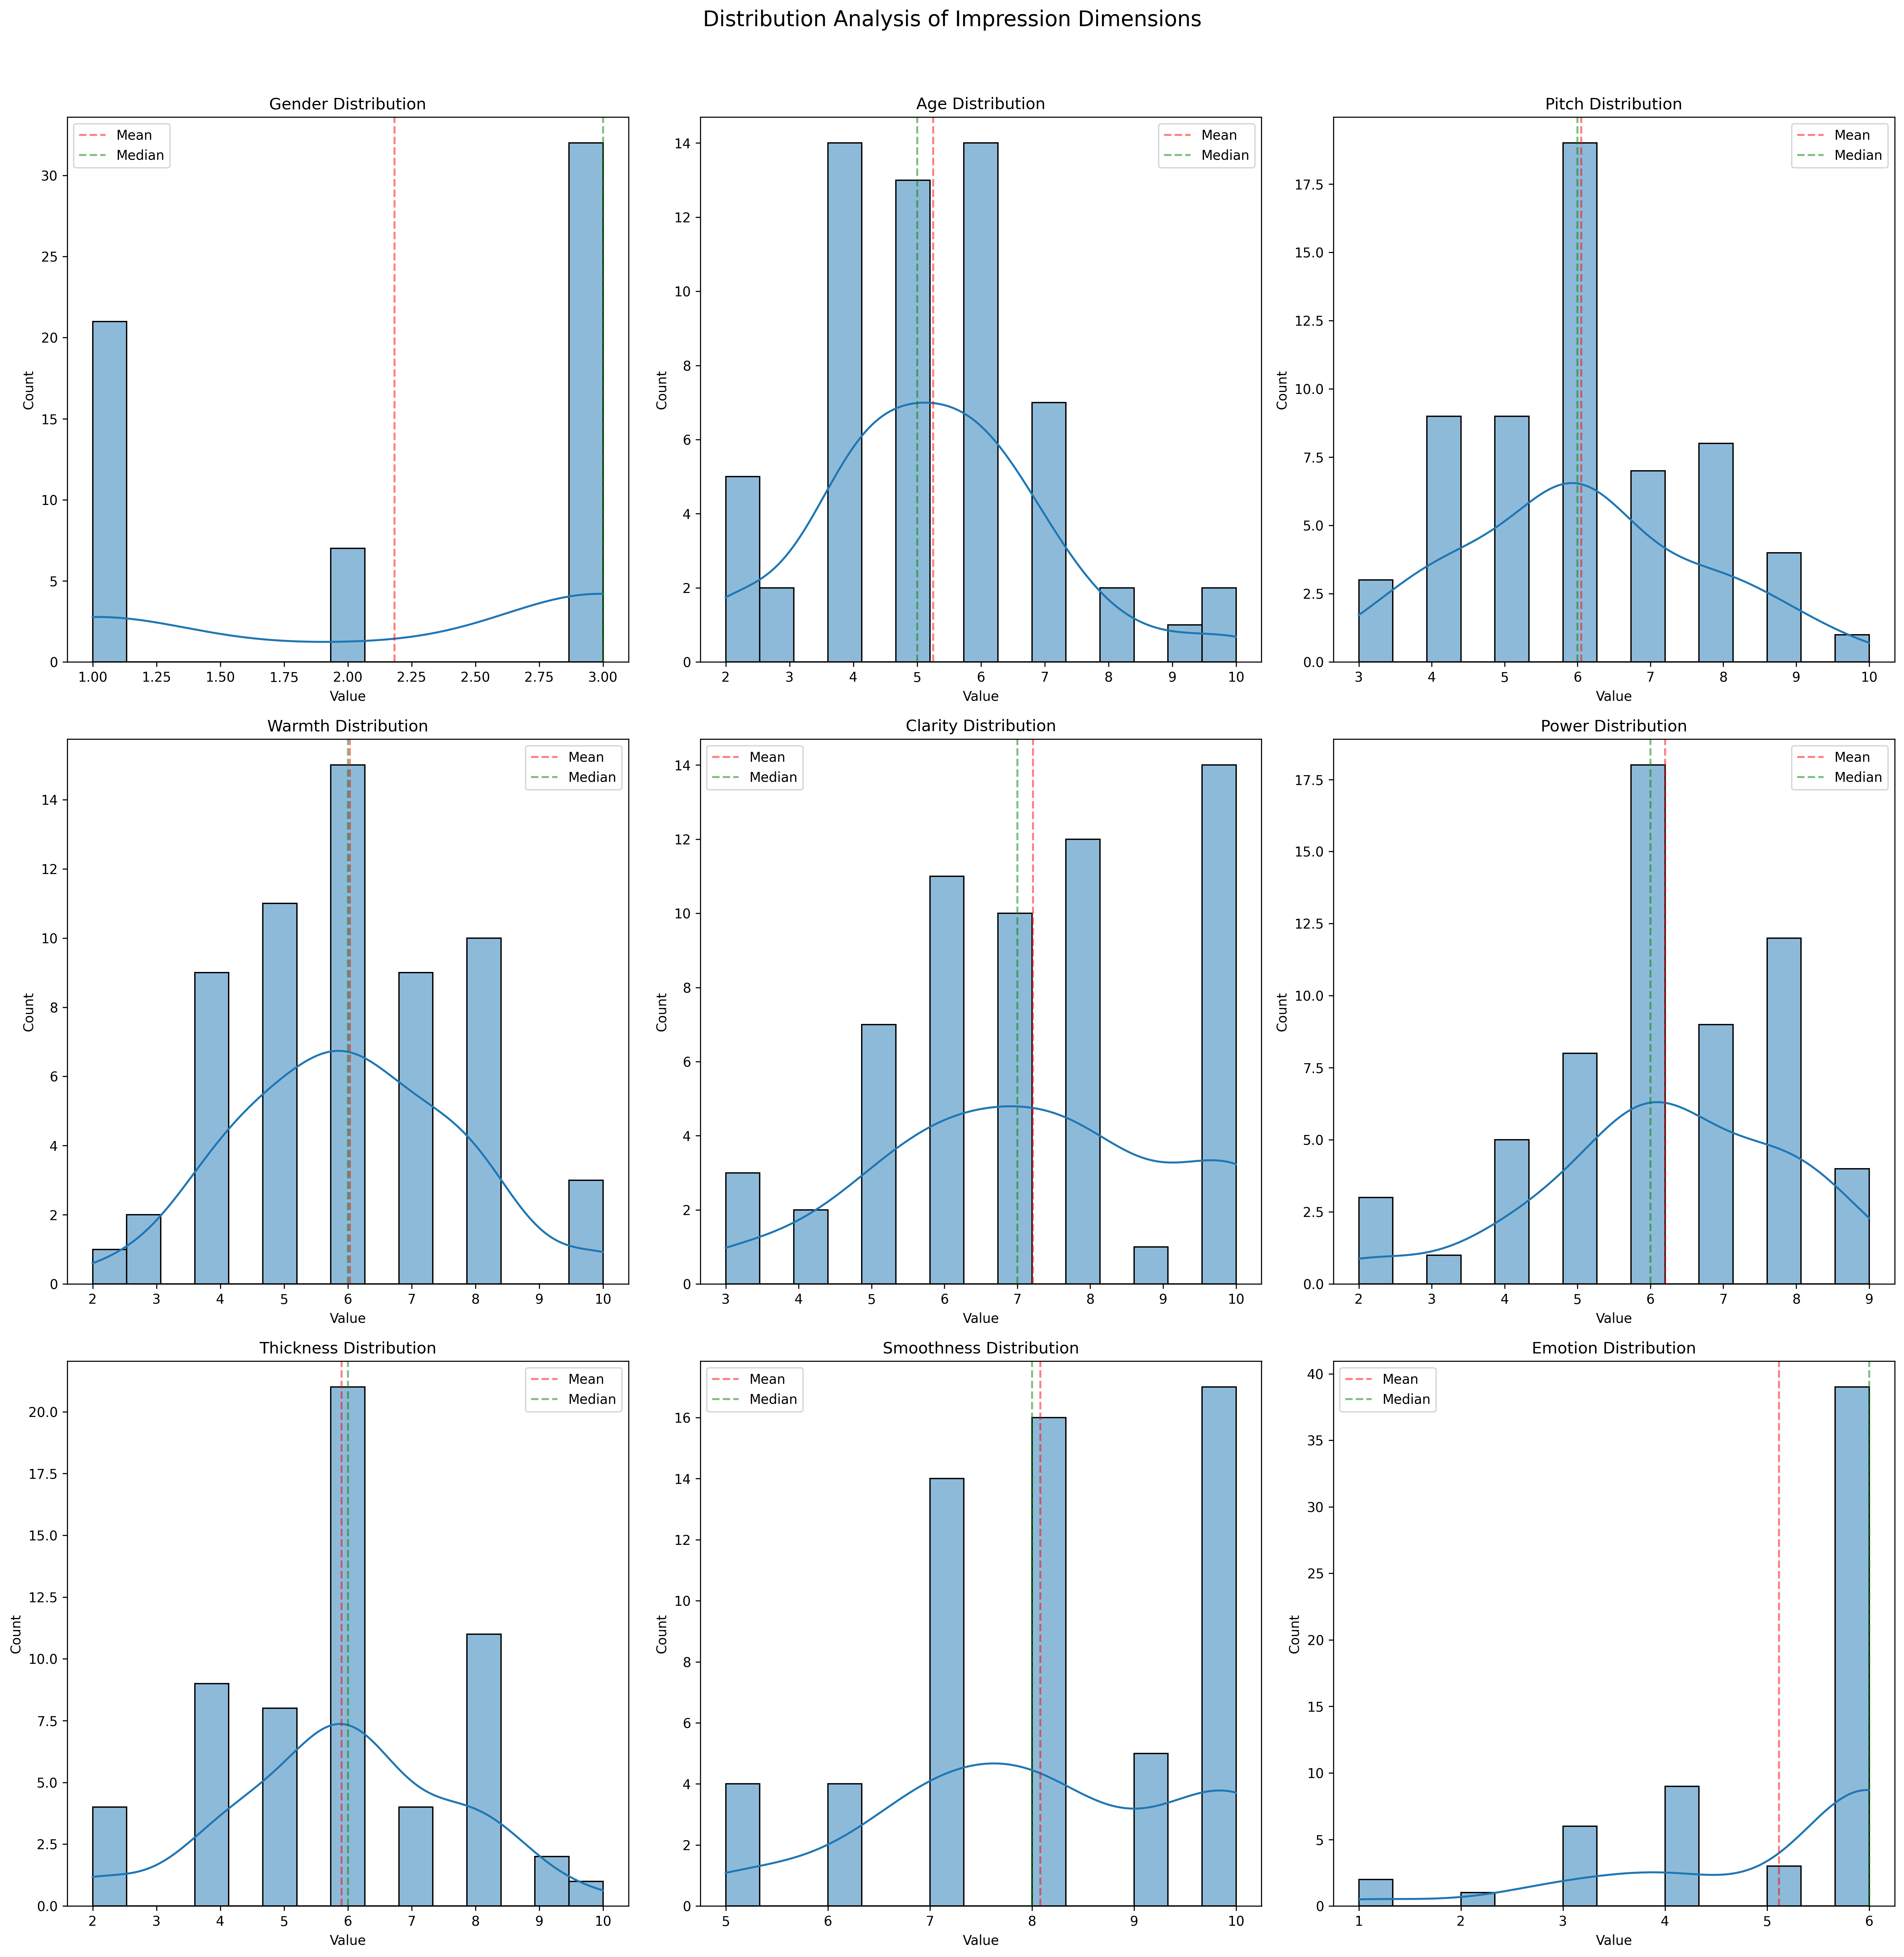 Distribution Analysis of Impression Dimensions
Gender Distribution
Mean
Median
Count
30
25
20
15
10
5
0
1.00 1.25 1.50 1.75 2.00 2.25 2.50 2.75 3.00
Value
Age Distribution
Mean
Median
Count
14
12
10
8
6
4
2
0
2 3 4 5 6 7 8 9 10
Value
Pitch Distribution
Mean
Median
Count
17.5
15.0
12.5
10.0
7.5
5.0
2.5
0.0
3 4 5 6 7 8 9 10
Value
Warmth Distribution
Mean
Median
Count
14
12
10
8
6
4
2
0
2 3 4 5 6 7 8 9 10
Value
Clarity Distribution
Mean
Median
Count
14
12
10
8
6
4
2
0
3 4 5 6 7 8 9 10
Value
Power Distribution
Mean
Median
Count
17.5
15.0
12.5
10.0
7.5
5.0
2.5
0.0
2 3 4 5 6 7 8 9
Value
Thickness Distribution
Mean
Median
Count
20.0
17.5
15.0
12.5
10.0
7.5
5.0
2.5
0.0
2 3 4 5 6 7 8 9 10
Value
Smoothness Distribution
Mean
Median
Count
16
14
12
10
8
6
4
2
0
5 6 7 8 9 10
Value
Emotion Distribution
Mean
Median
Count
40
35
30
25
20
15
10
5
0
1 2 3 4 5 6
Value